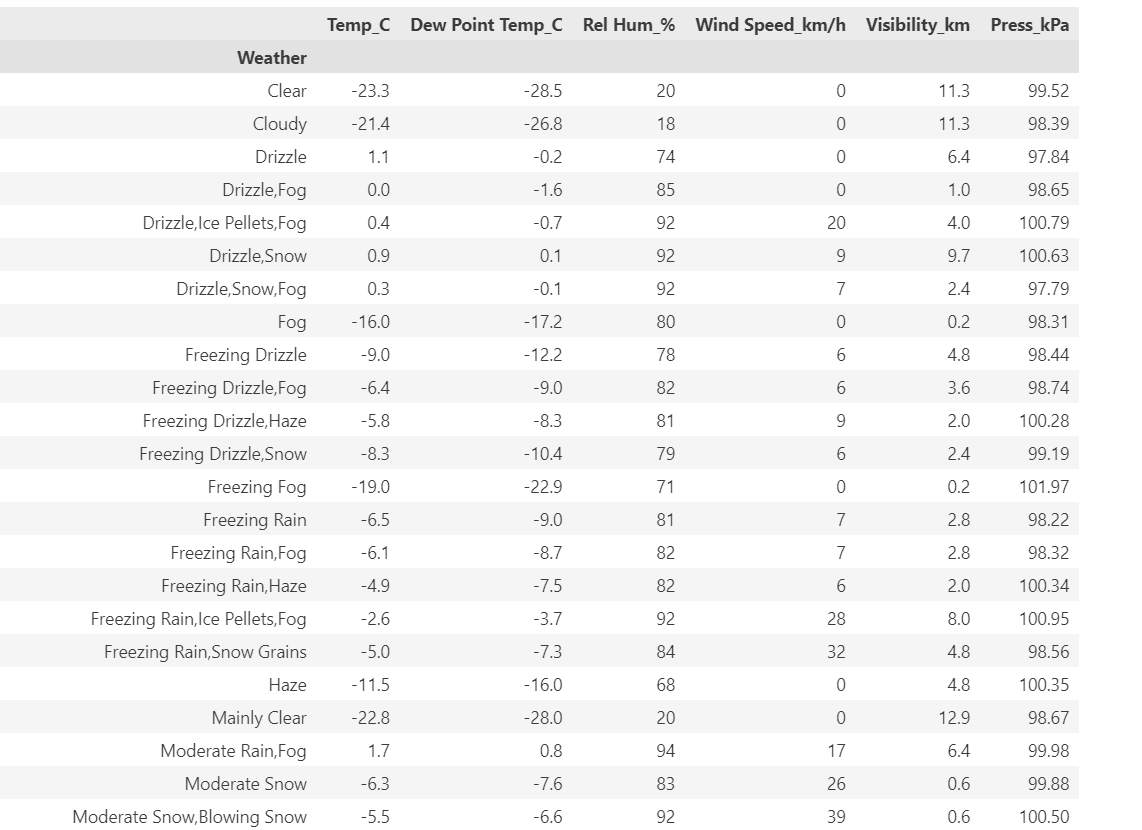 Temp_C Dew Point Temp_C Rel Hum_% Wind Speed_km/h Visibility_km Press_kPa
Weather
Clear -23.3 -28.5 20 0 11.3 99.52
Cloudy -21.4 -26.8 18 0 11.3 98.39
Drizzle 1.1 -0.2 74 0 6.4 97.84
Drizzle,Fog 0.0 -1.6 85 0 1.0 98.65
Drizzle,Ice Pellets,Fog 0.4 -0.7 92 20 4.0 100.79
Drizzle,Snow 0.9 0.1 92 9 9.7 100.63
Drizzle,Snow,Fog 0.3 -0.1 92 7 2.4 97.79
Fog -16.0 -17.2 80 0 0.2 98.31
Freezing Drizzle -9.0 -12.2 78 6 4.8 98.44
Freezing Drizzle,Fog -6.4 -9.0 82 6 3.6 98.74
Freezing Drizzle,Haze -5.8 -8.3 81 9 2.0 100.28
Freezing Drizzle,Snow -8.3 -10.4 79 6 2.4 99.19
Freezing Fog -19.0 -22.9 71 0 0.2 101.97
Freezing Rain -6.5 -9.0 81 7 2.8 98.22
Freezing Rain,Fog -6.1 -8.7 82 7 2.8 98.32
Freezing Rain,Haze -4.9 -7.5 82 6 2.0 100.34
Freezing Rain,Ice Pellets,Fog -2.6 -3.7 92 28 8.0 100.95
Freezing Rain,Snow Grains -5.0 -7.3 84 32 4.8 98.56
Haze -11.5 -16.0 68 0 4.8 100.35
Mainly Clear -22.8 -28.0 20 0 12.9 98.67
Moderate Rain,Fog 1.7 0.8 94 17 6.4 99.98
Moderate Snow -6.3 -7.6 83 26 0.6 99.88
Moderate Snow,Blowing Snow -5.5 -6.6 92 39 0.6 100.50